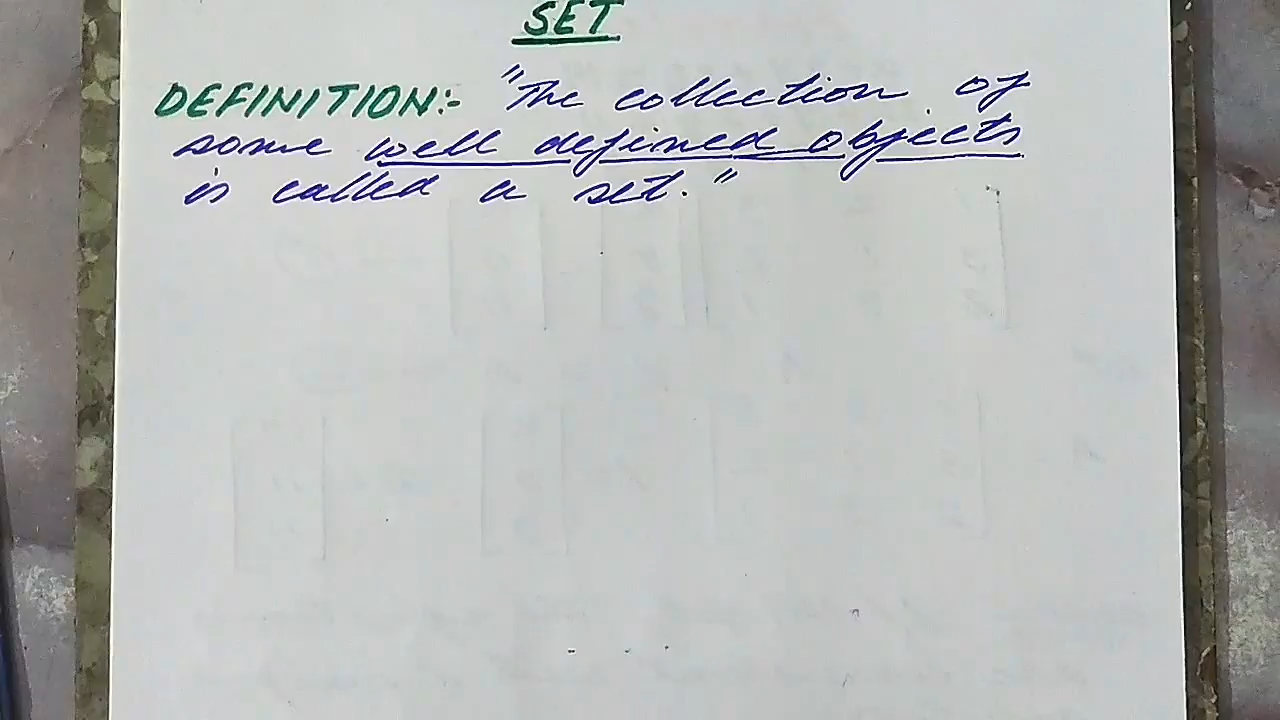 SET
DEFINITION:- "The collection of
some well defined objects
is called a set."